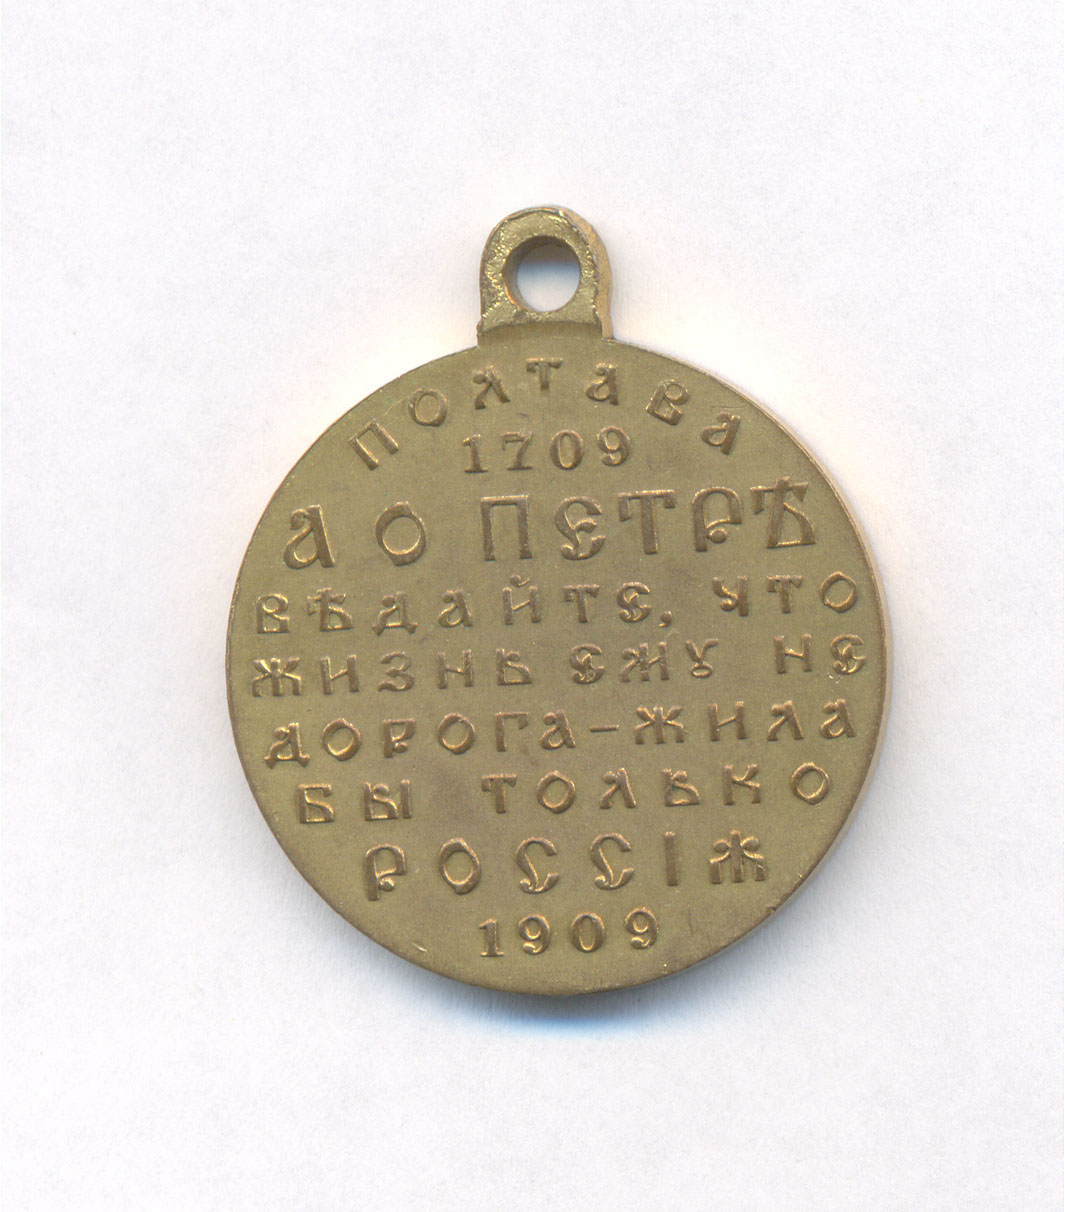 ПОЛТАВА
1709
А О ПЕТРѢ
ВѢДАЙТЕ, ЧТО
ЖИЗНЬ ЕМУ НЕ
ДОРОГА–ЖИЛА
БЫ ТОЛЬКО
РОССІЯ
1909